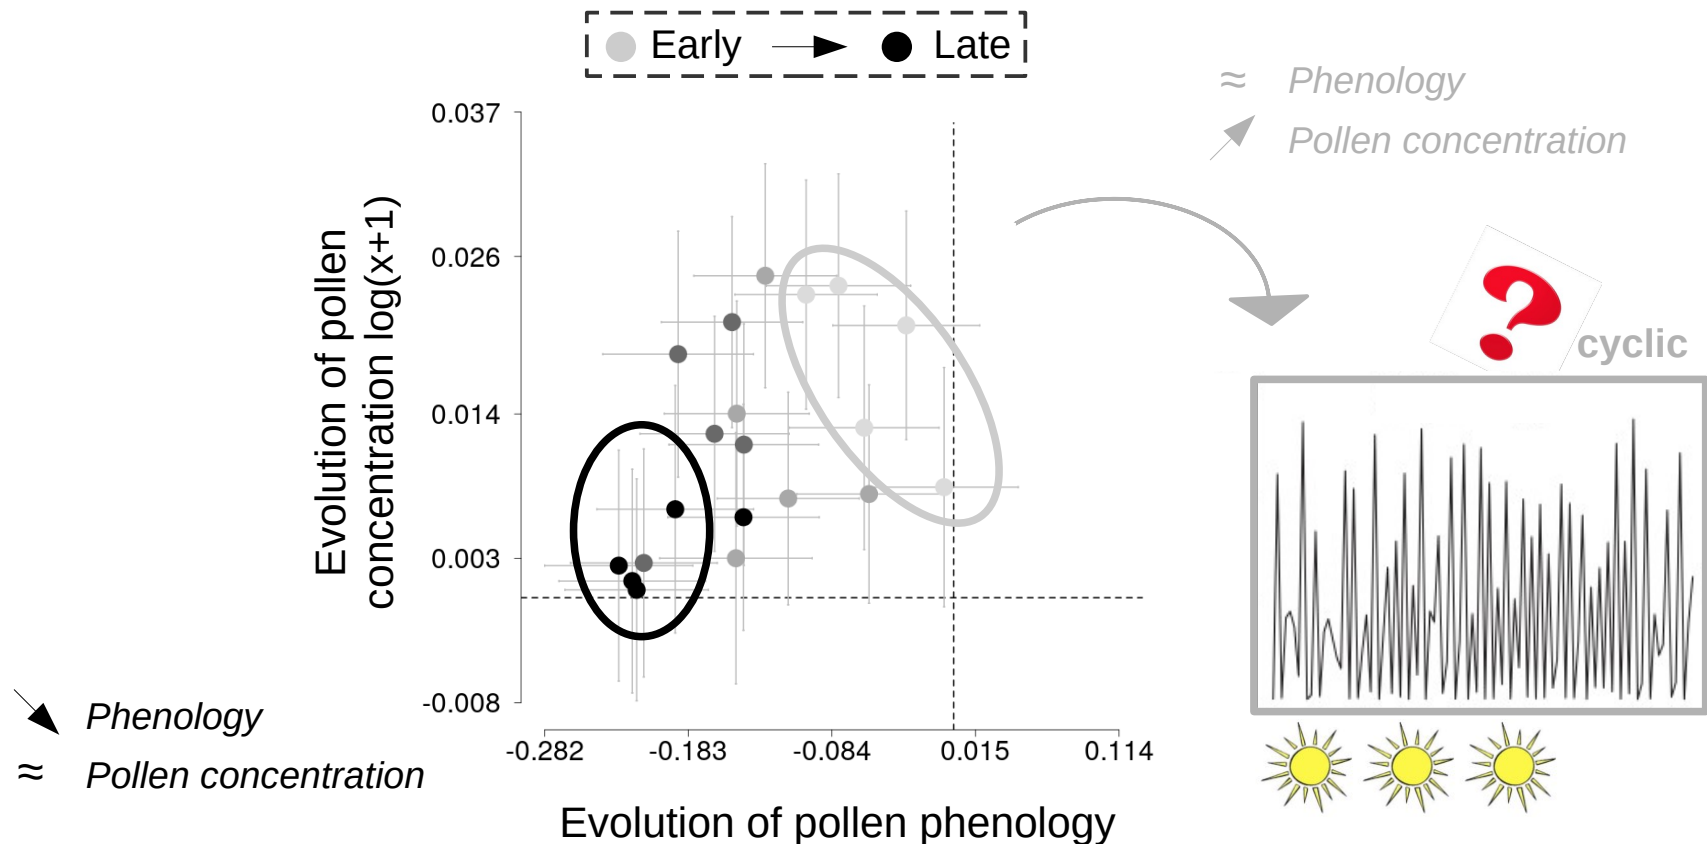 Early Late
≈ Phenology
Pollen concentration
0.037
0.026
0.014
0.003
-0.008
Evolution of pollen
concentration log(x+1)
?
cyclic
Phenology
≈ Pollen concentration
-0.282 -0.183 -0.084 0.015 0.114
Evolution of pollen phenology